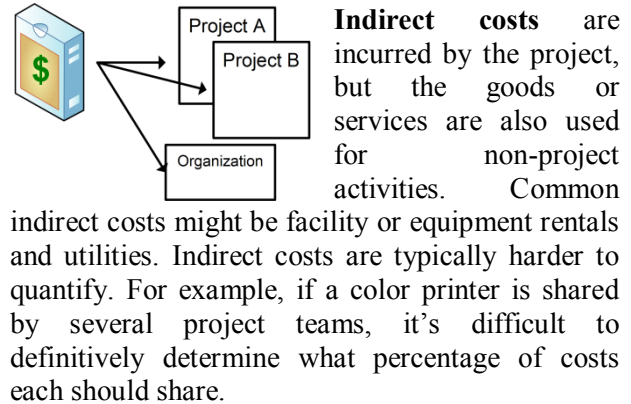 $
Project A
Project B
Organization
Indirect costs are
incurred by the project,
but the goods or
services are also used
for non-project
activities. Common
indirect costs might be facility or equipment rentals
and utilities. Indirect costs are typically harder to
quantify. For example, if a color printer is shared
by several project teams, it’s difficult to
definitively determine what percentage of costs
each should share.